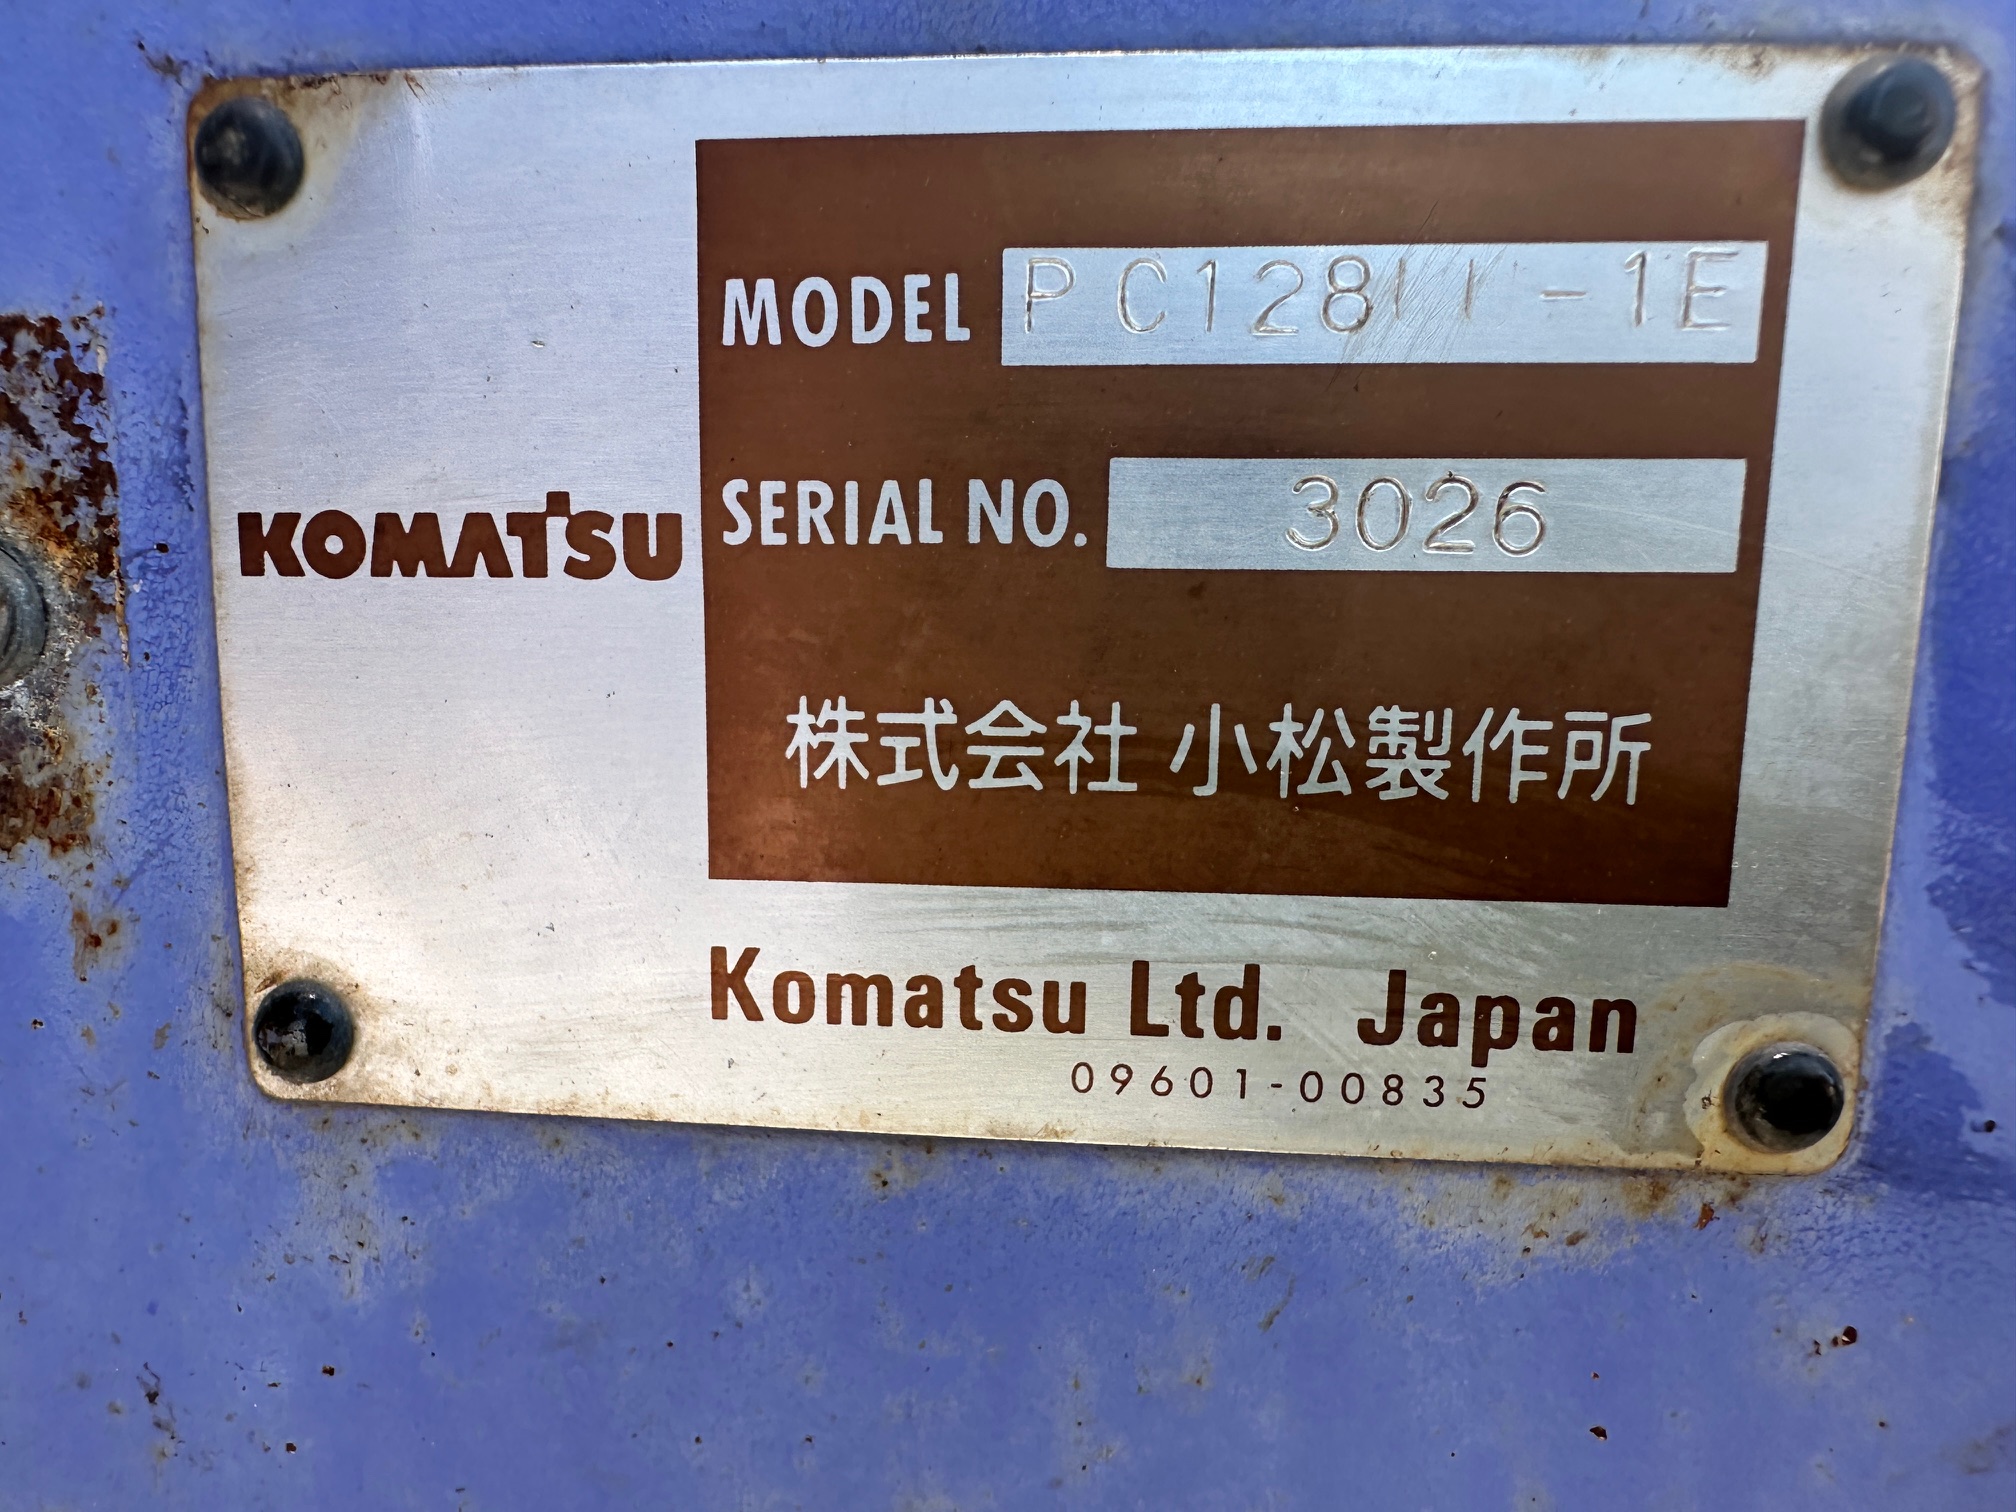 MODEL PC128UU-1E
KOMATSU
SERIAL NO. 3026
株式会社 小松製作所
Komatsu Ltd. Japan
09601-00835